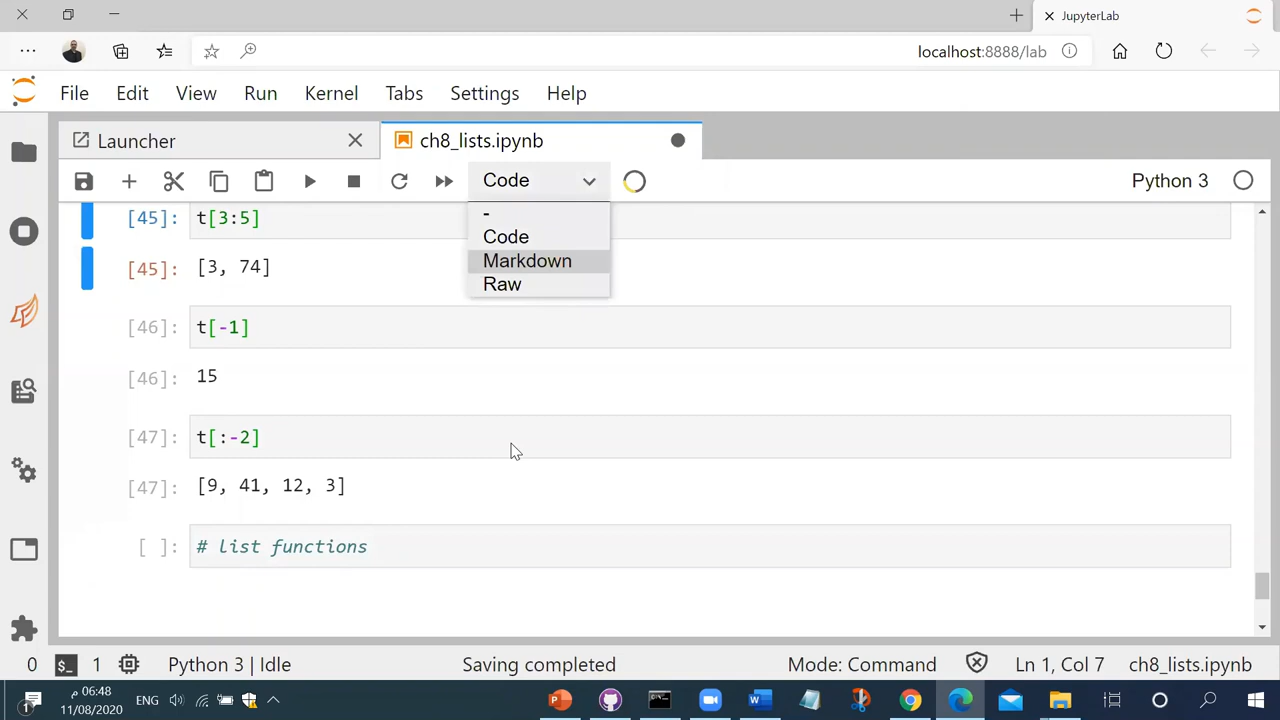 JupyterLab
localhost:8888/lab
File Edit View Run Kernel Tabs Settings Help
Launcher
ch8_lists.ipynb
Code
Python 3
-
Code
Markdown
Raw
[45]: t[3:5]
[45]: [3, 74]
[46]: t[-1]
[46]: 15
[47]: t[:-2]
[47]: [9, 41, 12, 3]
[ ]: # list functions
0 1 Python 3 | Idle Saving completed Mode: Command Ln 1, Col 7 ch8_lists.ipynb
ENG
06:48 م
11/08/2020
1